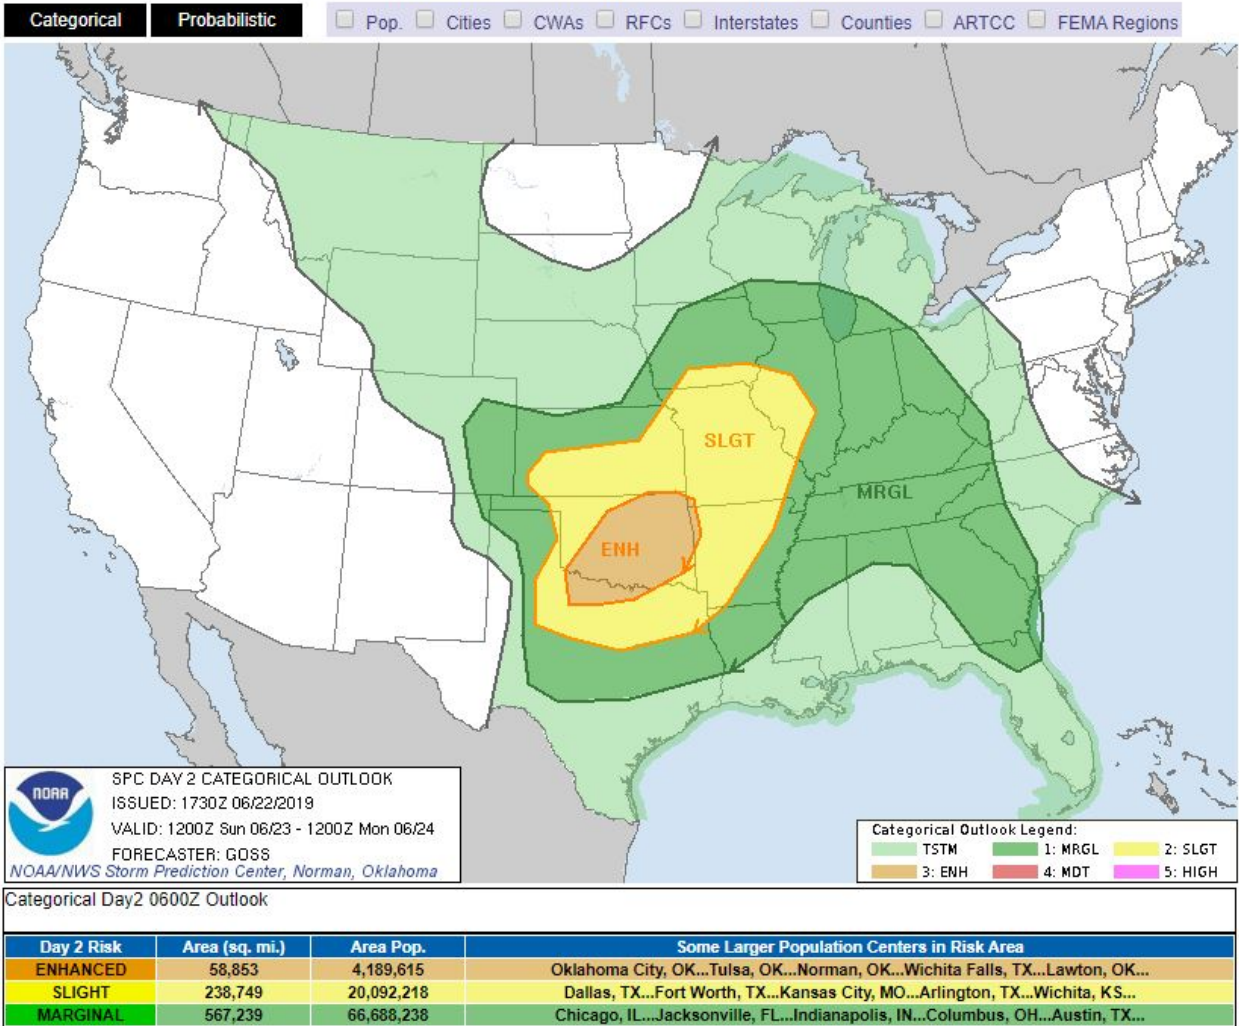 Categorical Probabilistic Pop. Cities CWAs RFCs Interstates Counties ARTCC FEMA Regions
SLGT
MRGL
ENH
NOAA
SPC DAY 2 CATEGORICAL OUTLOOK
ISSUED: 1730Z 06/22/2019
VALID: 1200Z Sun 06/23 - 1200Z Mon 06/24
FORECASTER: GOSS
NOAA/NWS Storm Prediction Center, Norman, Oklahoma
Categorical Outlook Legend:
TSTM 1: MRGL 2: SLGT
3: ENH 4: MDT 5: HIGH
Categorical Day2 0600Z Outlook
Day 2 Risk Area (sq. mi.) Area Pop. Some Larger Population Centers in Risk Area
ENHANCED 58,853 4,189,615 Oklahoma City, OK...Tulsa, OK...Norman, OK...Wichita Falls, TX...Lawton, OK...
SLIGHT 238,749 20,092,218 Dallas, TX...Fort Worth, TX...Kansas City, MO...Arlington, TX...Wichita, KS...
MARGINAL 567,239 66,688,238 Chicago, IL...Jacksonville, FL...Indianapolis, IN...Columbus, OH...Austin, TX...